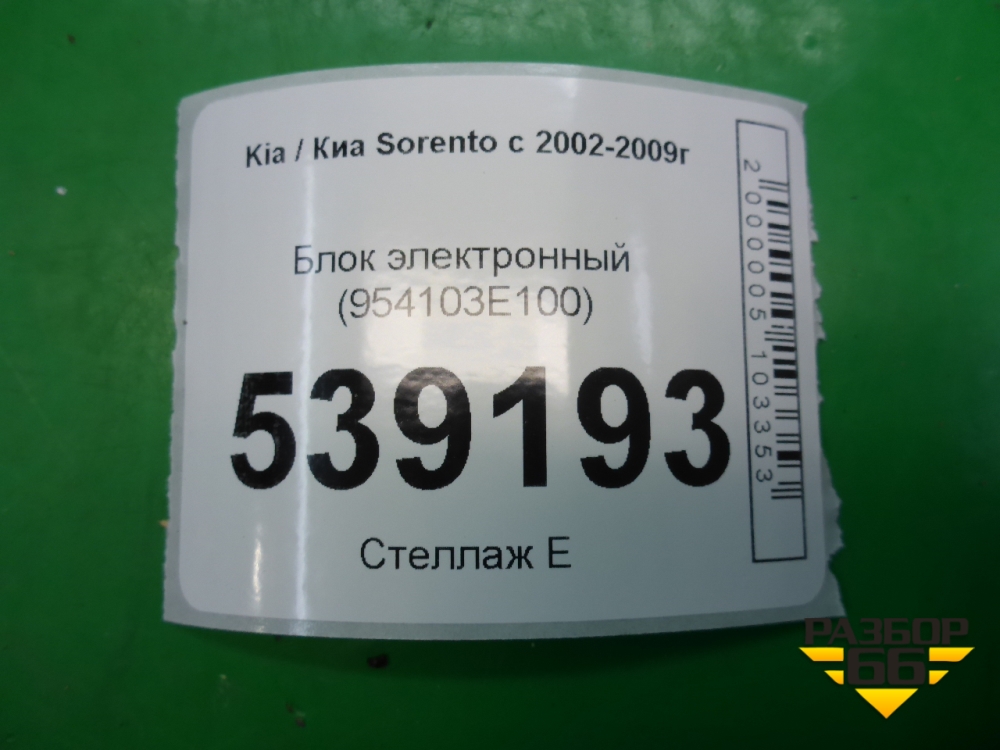 Kia / Киа Sorento с 2002-2009г
Блок электронный
(954103E100)
539193
Стеллаж E
2000005103353
РАЗБОР
66